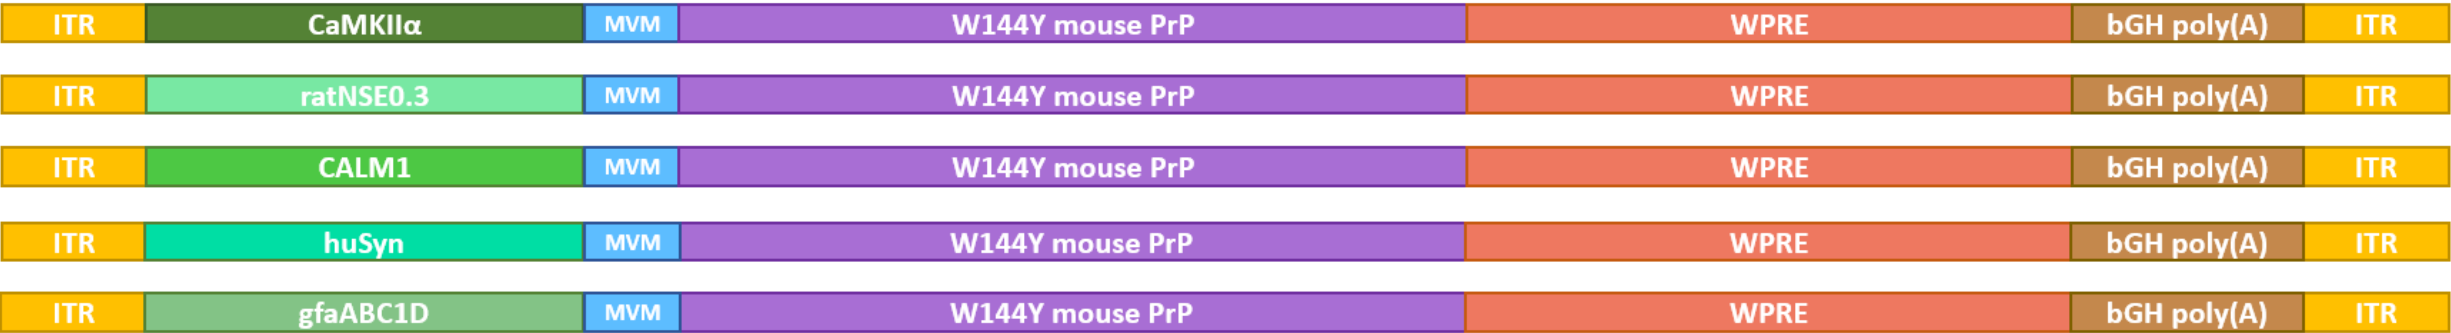 ITR CaMKIIα MVM W144Y mouse PrP WPRE bGH poly(A) ITR
ITR ratNSE0.3 MVM W144Y mouse PrP WPRE bGH poly(A) ITR
ITR CALM1 MVM W144Y mouse PrP WPRE bGH poly(A) ITR
ITR huSyn MVM W144Y mouse PrP WPRE bGH poly(A) ITR
ITR gfaABC1D MVM W144Y mouse PrP WPRE bGH poly(A) ITR